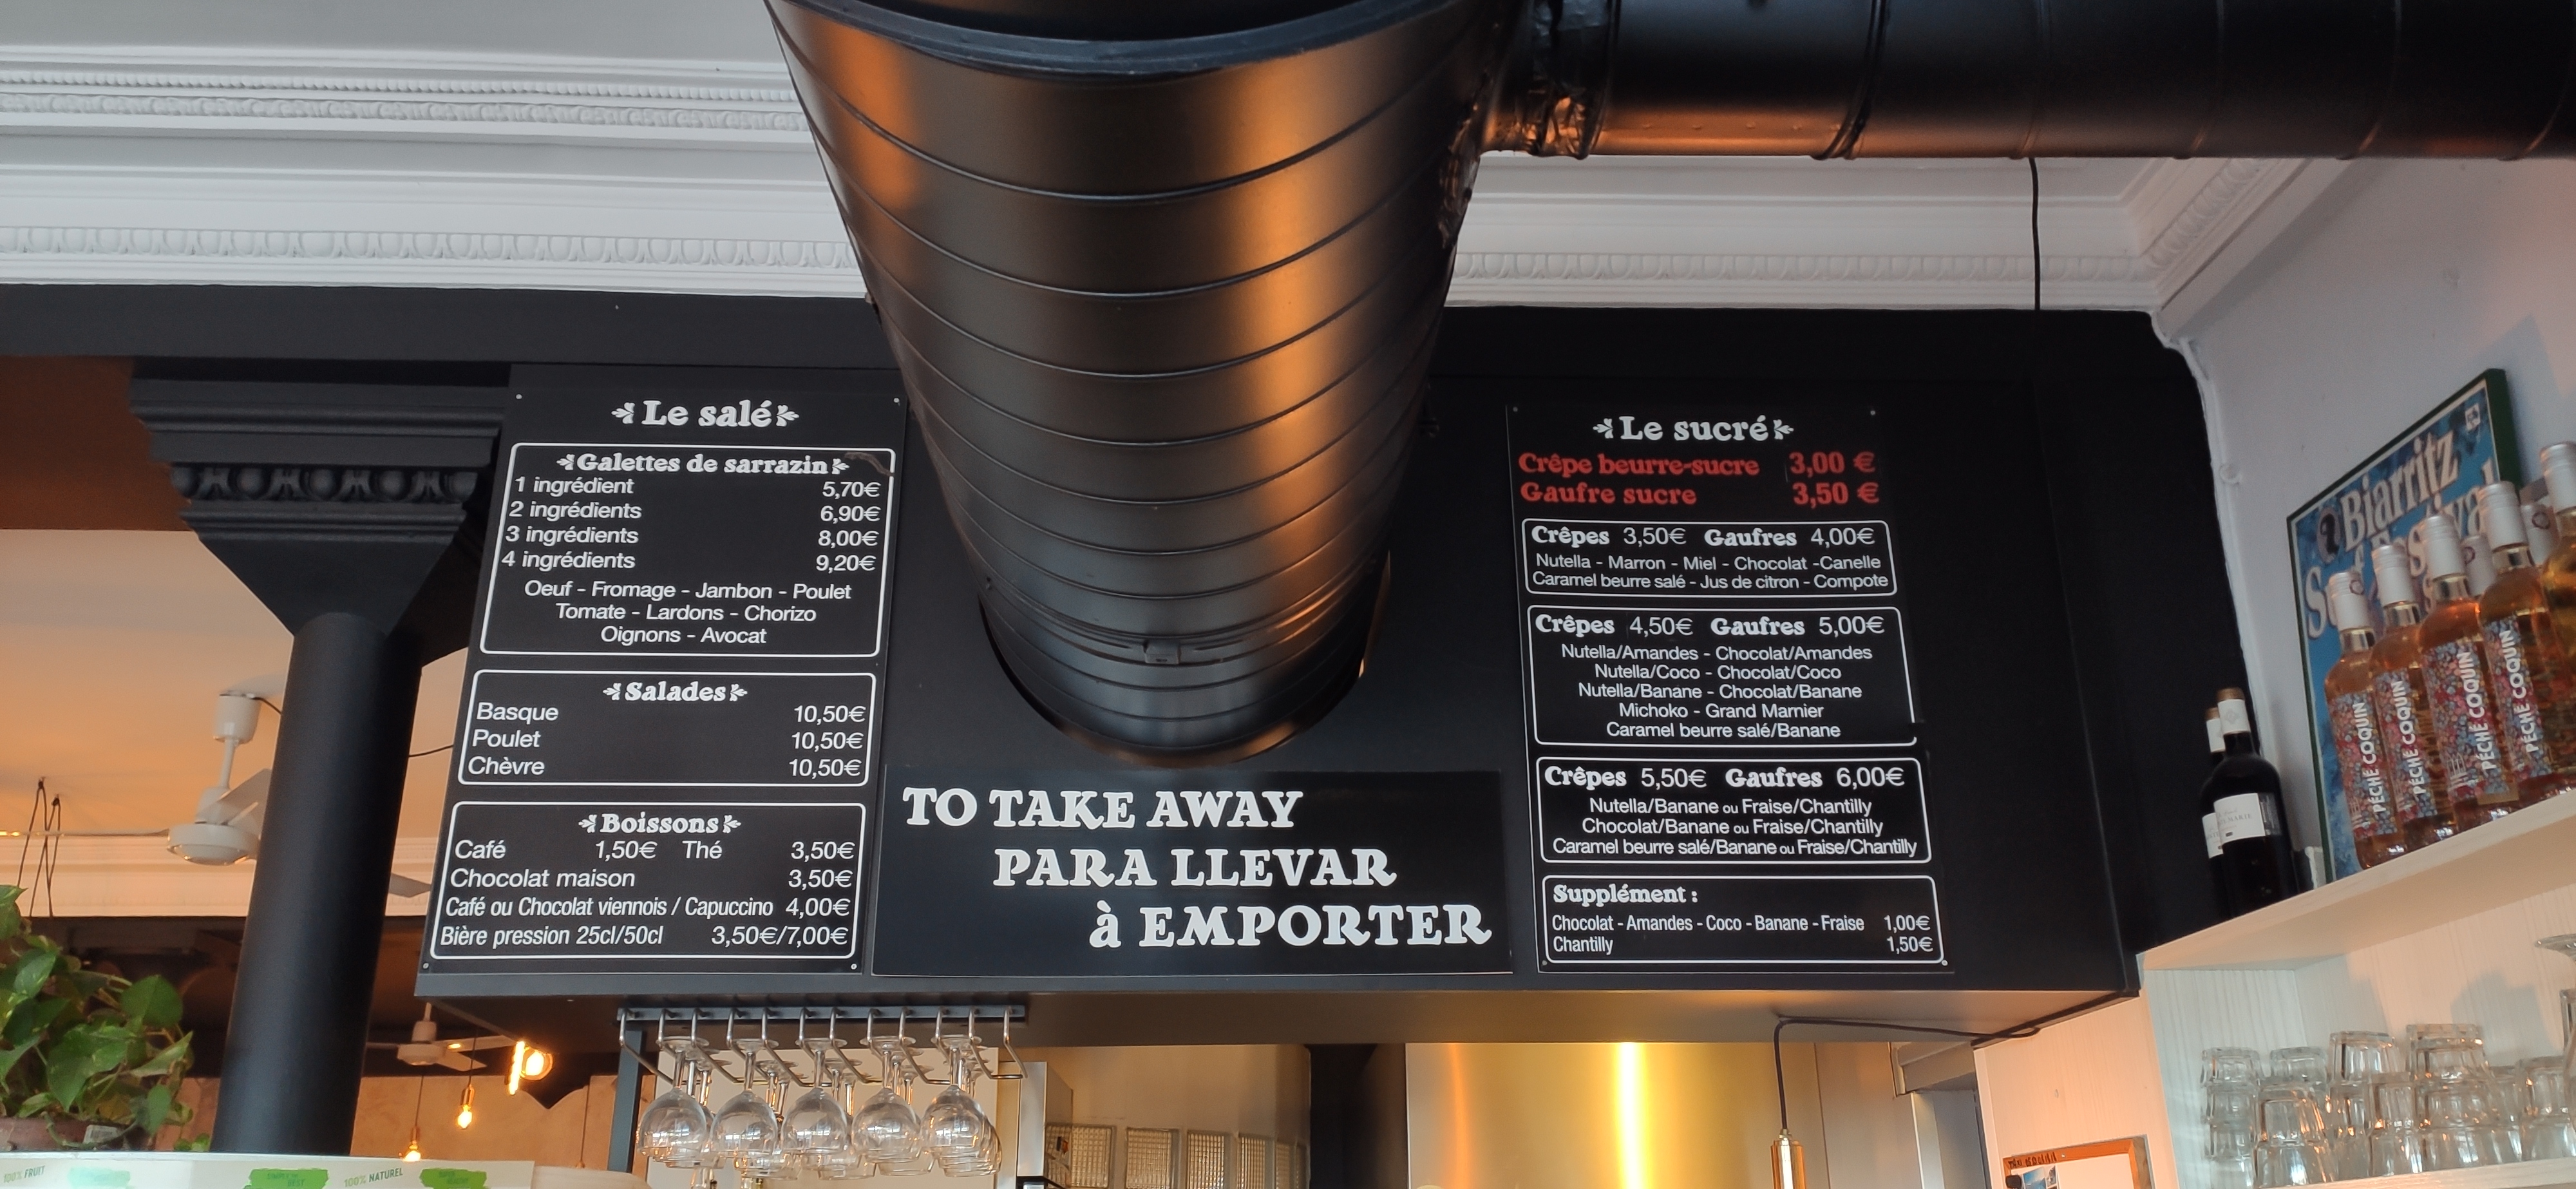 Le salé
Galettes de sarrazin
1 ingrédient 5,70€
2 ingrédients 6,90€
3 ingrédients 8,00€
4 ingrédients 9,20€
Oeuf - Fromage - Jambon - Poulet
Tomate - Lardons - Chorizo
Oignons - Avocat
Salades
Basque 10,50€
Poulet 10,50€
Chèvre 10,50€
Boissons
Café 1,50€ Thé 3,50€
Chocolat maison 3,50€
Café ou Chocolat viennois / Capuccino 4,00€
Bière pression 25cl/50cl 3,50€/7,00€
TO TAKE AWAY
PARA LLEVAR
à EMPORTER
Le sucré
Crêpe beurre-sucre 3,00 €
Gaufre sucre 3,50 €
Crêpes 3,50€ Gaufres 4,00€
Nutella - Marron - Miel - Chocolat -Canelle
Caramel beurre salé - Jus de citron - Compote
Crêpes 4,50€ Gaufres 5,00€
Nutella/Amandes - Chocolat/Amandes
Nutella/Coco - Chocolat/Coco
Nutella/Banane - Chocolat/Banane
Michoko - Grand Marnier
Caramel beurre salé/Banane
Crêpes 5,50€ Gaufres 6,00€
Nutella/Banane ou Fraise/Chantilly
Chocolat/Banane ou Fraise/Chantilly
Caramel beurre salé/Banane ou Fraise/Chantilly
Supplément :
Chocolat - Amandes - Coco - Banane - Fraise 1,00€
Chantilly 1,50€
Biarritz
PÊCHÉ COQUIN
PÊCHÉ COQUIN
PÊCHÉ COQUIN
PÊCHÉ COQUIN
100% FRUIT
100% NATUREL